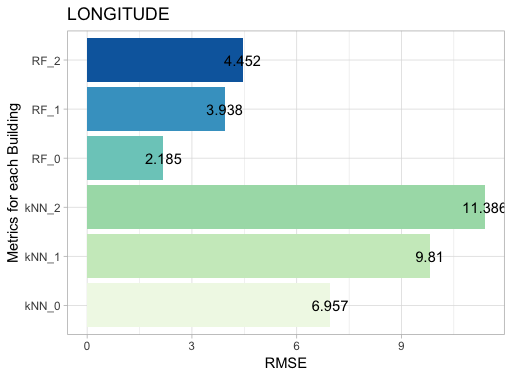 LONGITUDE
RF_2
4.452
RF_1
3.938
RF_0
2.185
kNN_2
11.386
kNN_1
9.81
kNN_0
6.957
Metrics for each Building
0 3 6 9
RMSE